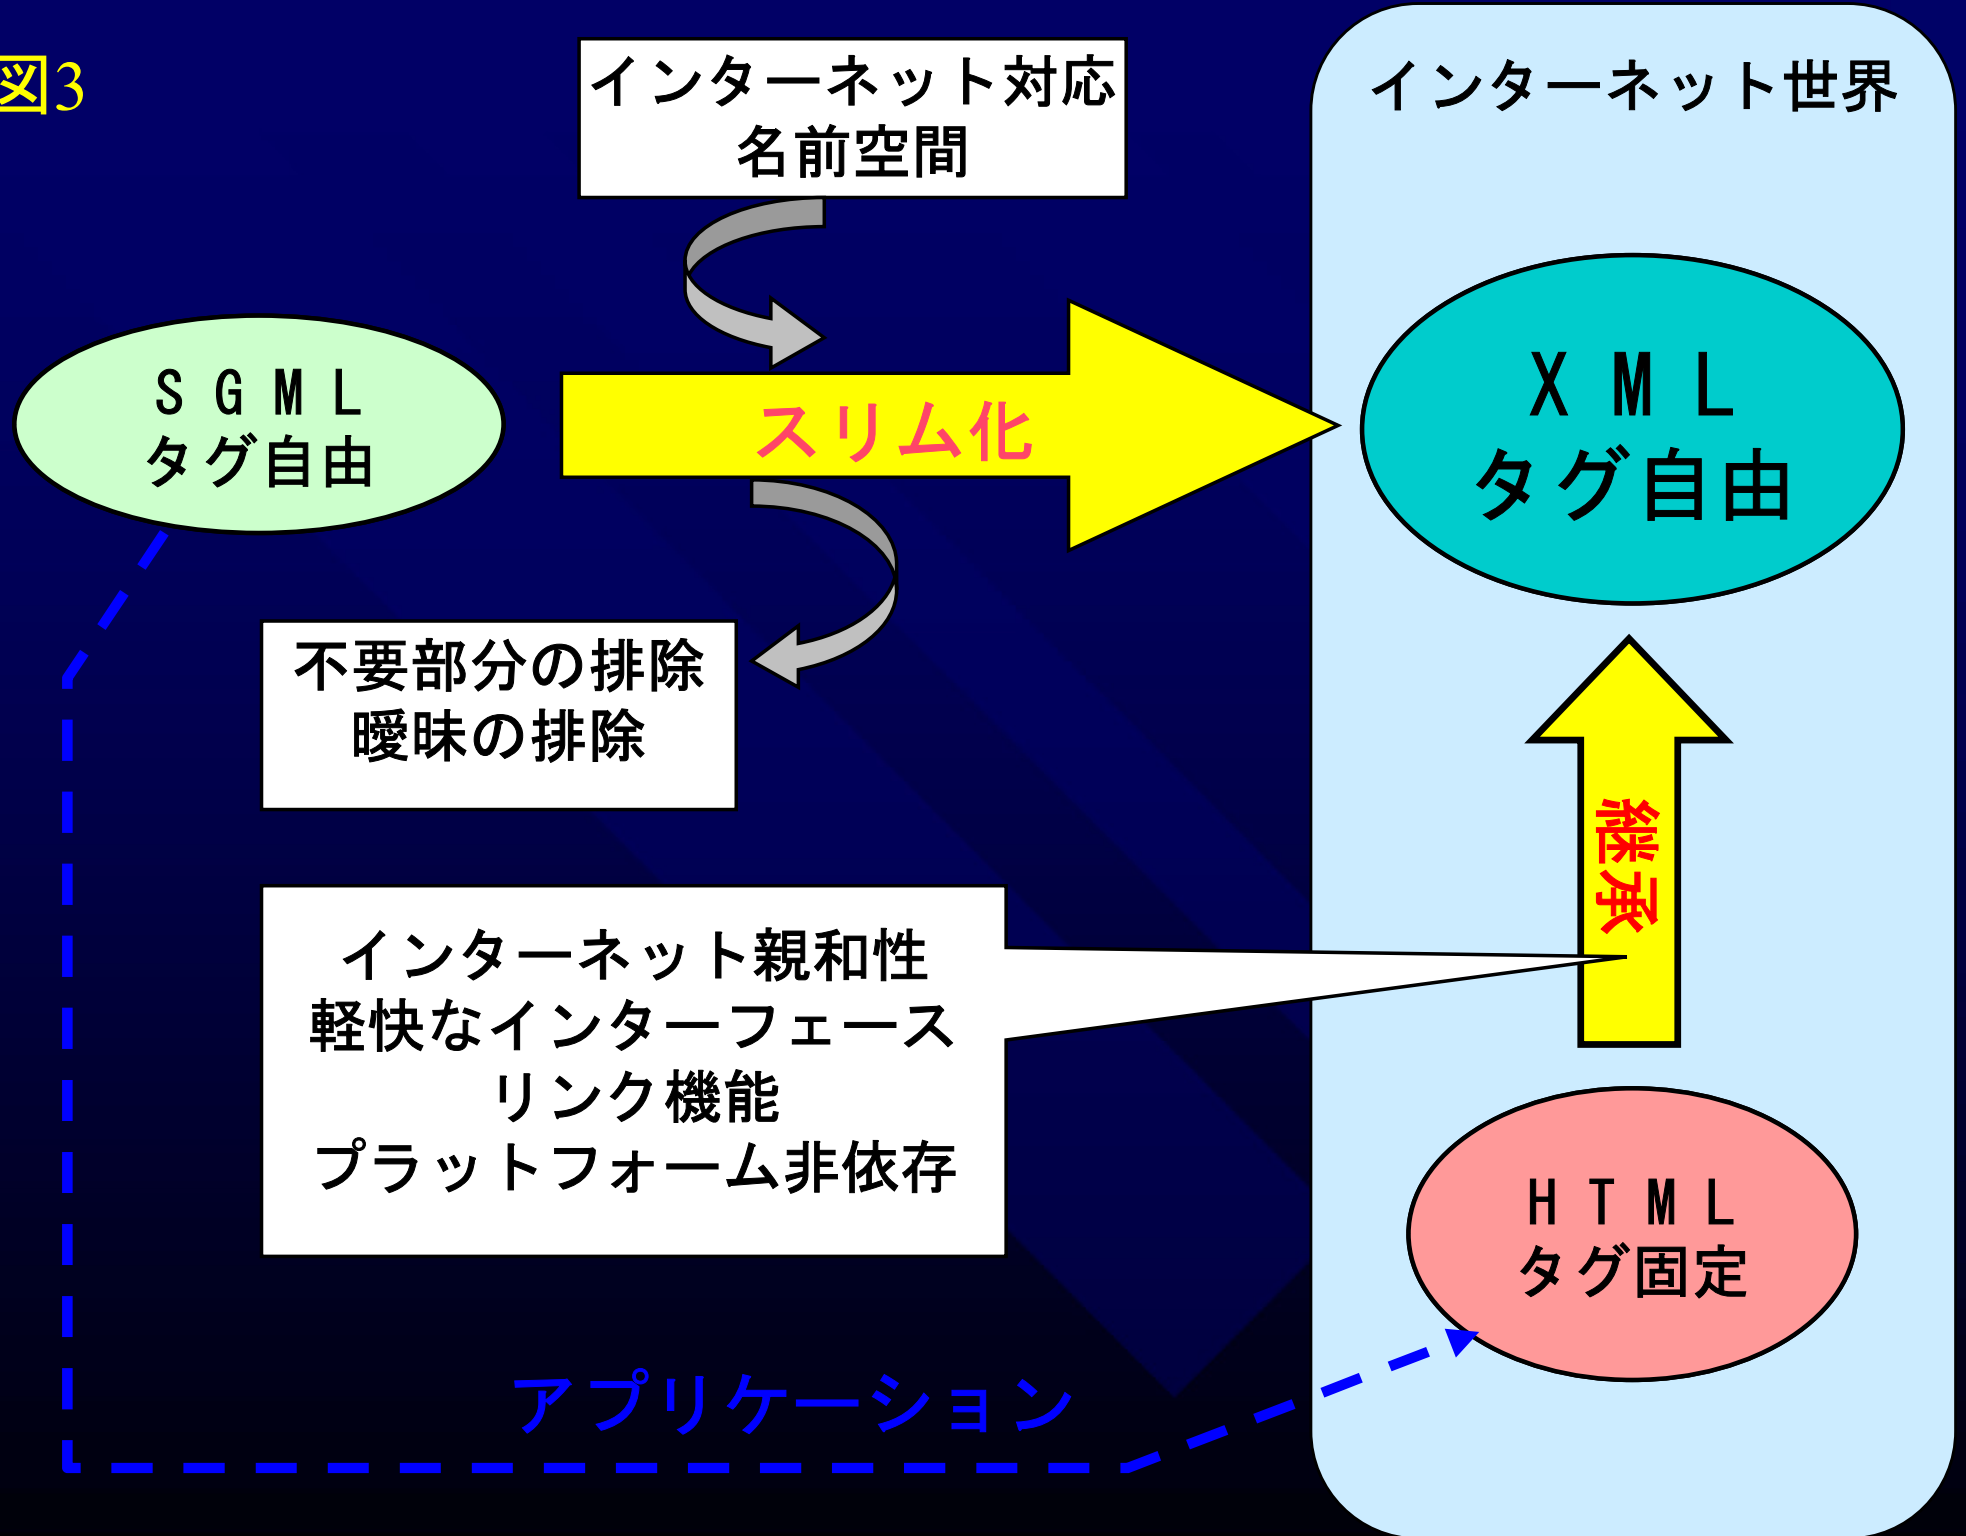 図3
インターネット対応
名前空間
インターネット世界
SGML
タグ自由
スリム化
XML
タグ自由
不要部分の排除
曖昧の排除
継承
インターネット親和性
軽快なインターフェース
リンク機能
プラットフォーム非依存
HTML
タグ固定
アプリケーション